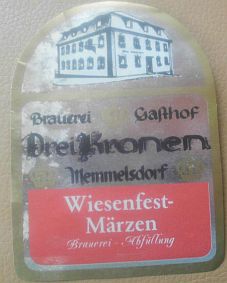 Brauerei Gasthof
Drei Kronen
Memmelsdorf
Wiesenfest-
Märzen
Brauerei - Abfüllung